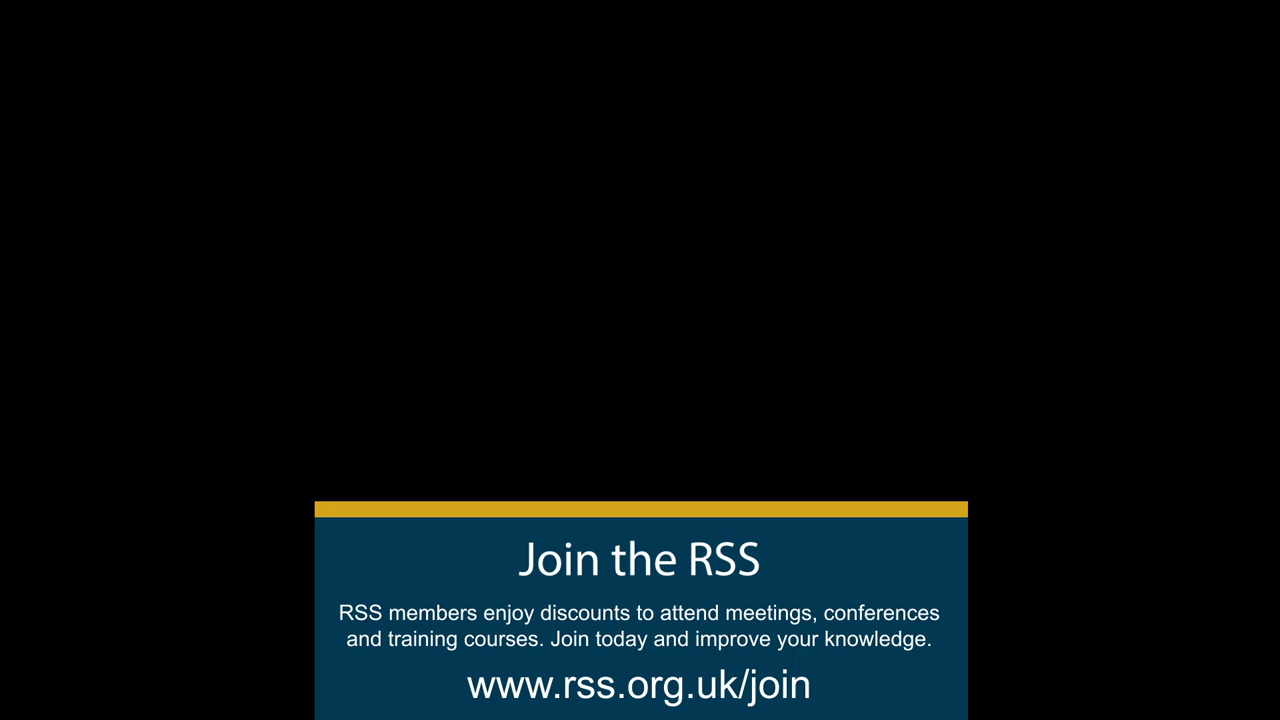 Join the RSS
RSS members enjoy discounts to attend meetings, conferences
and training courses. Join today and improve your knowledge.
www.rss.org.uk/join